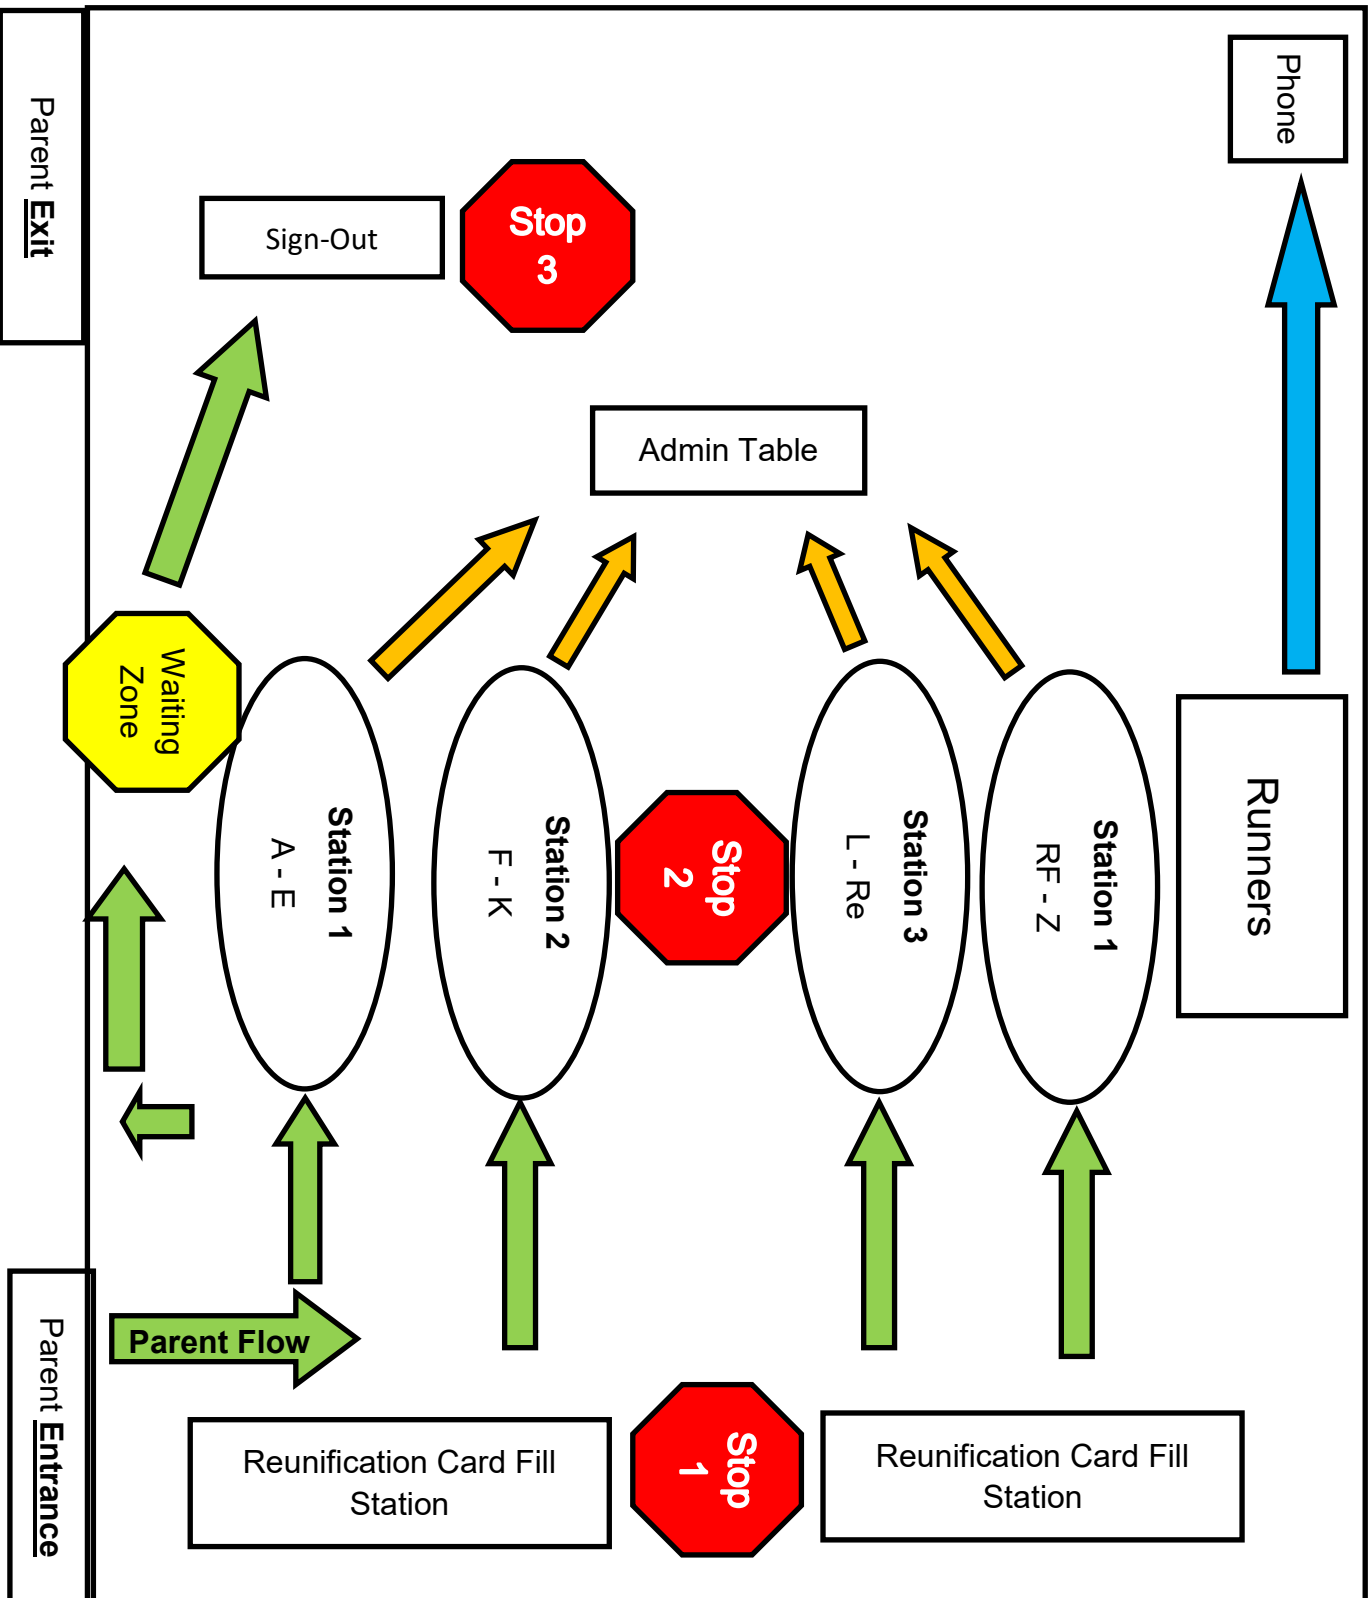 Phone
Parent Exit
Stop
3
Sign-Out
Admin Table
Waiting
Zone
Station 1
A - E
Station 2
F - K
Stop
2
Station 3
L - Re
Station 1
RF - Z
Runners
Parent Entrance
Parent Flow
Reunification Card Fill
Station
Stop
1
Reunification Card Fill
Station